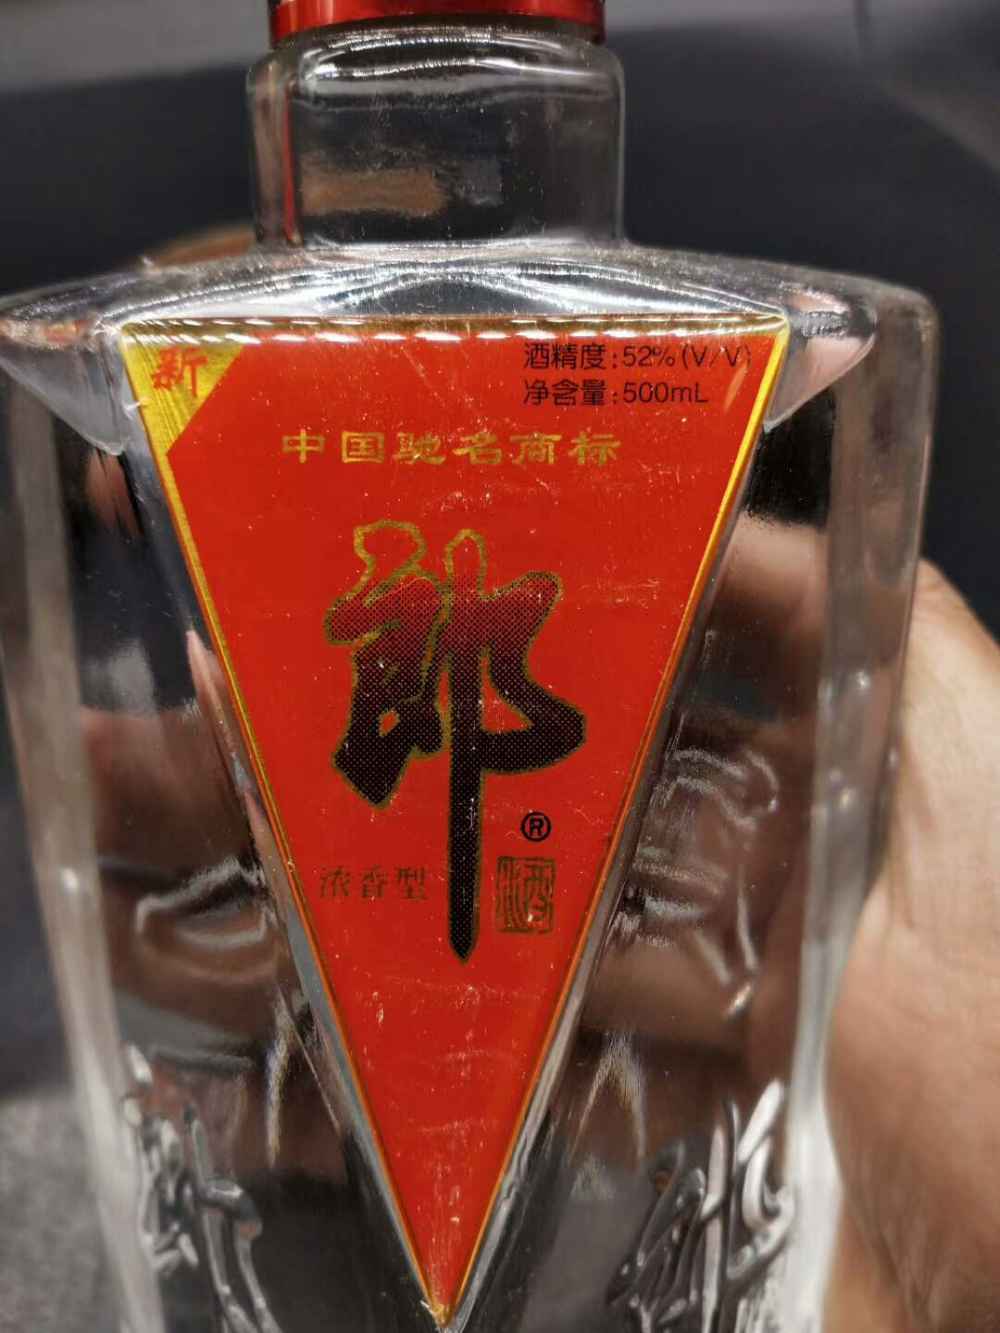 新
酒精度:52%(V/V)
净含量:500mL
中国驰名商标
郎
®
浓香型
酒